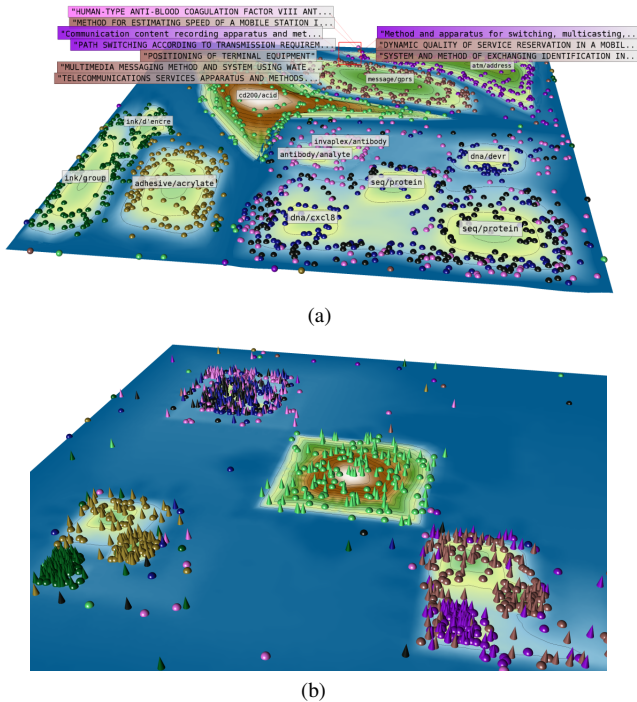 "HUMAN-TYPE ANTI-BLOOD COAGULATION FACTOR VIII ANT...
"METHOD FOR ESTIMATING SPEED OF A MOBILE STATION I...
"Communication content recording apparatus and met...
"PATH SWITCHING ACCORDING TO TRANSMISSION REQUIREM...
"POSITIONING OF TERMINAL EQUIPMENT"
"MULTIMEDIA MESSAGING METHOD AND SYSTEM USING WATE...
"TELECOMMUNICATIONS SERVICES APPARATUS AND METHODS...
"Method and apparatus for switching, multicasting,...
"DYNAMIC QUALITY OF SERVICE RESERVATION IN A MOBIL...
"SYSTEM AND METHOD OF EXCHANGING IDENTIFICATION IN...
atm/address
message/gprs
cd200/acid
ink/d'encre
invaplex/antibody
antibody/analyte
dna/devr
ink/group
adhesive/acrylate
seq/protein
dna/cxcl8
seq/protein
(a)
(b)